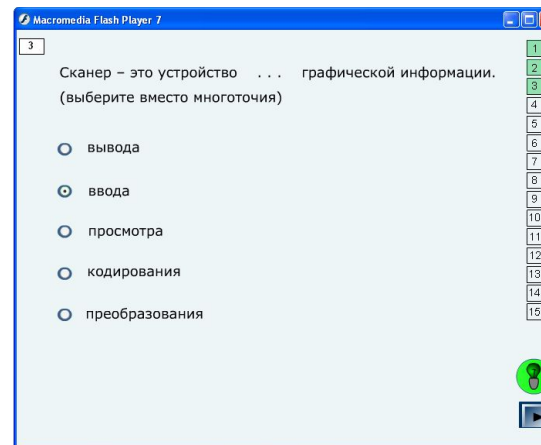 Macromedia Flash Player 7
3
Сканер – это устройство . . . графической информации.
(выберите вместо многоточия)
вывода
ввода
просмотра
кодирования
преобразования
1
2
3
4
5
6
7
8
9
10
11
12
13
14
15